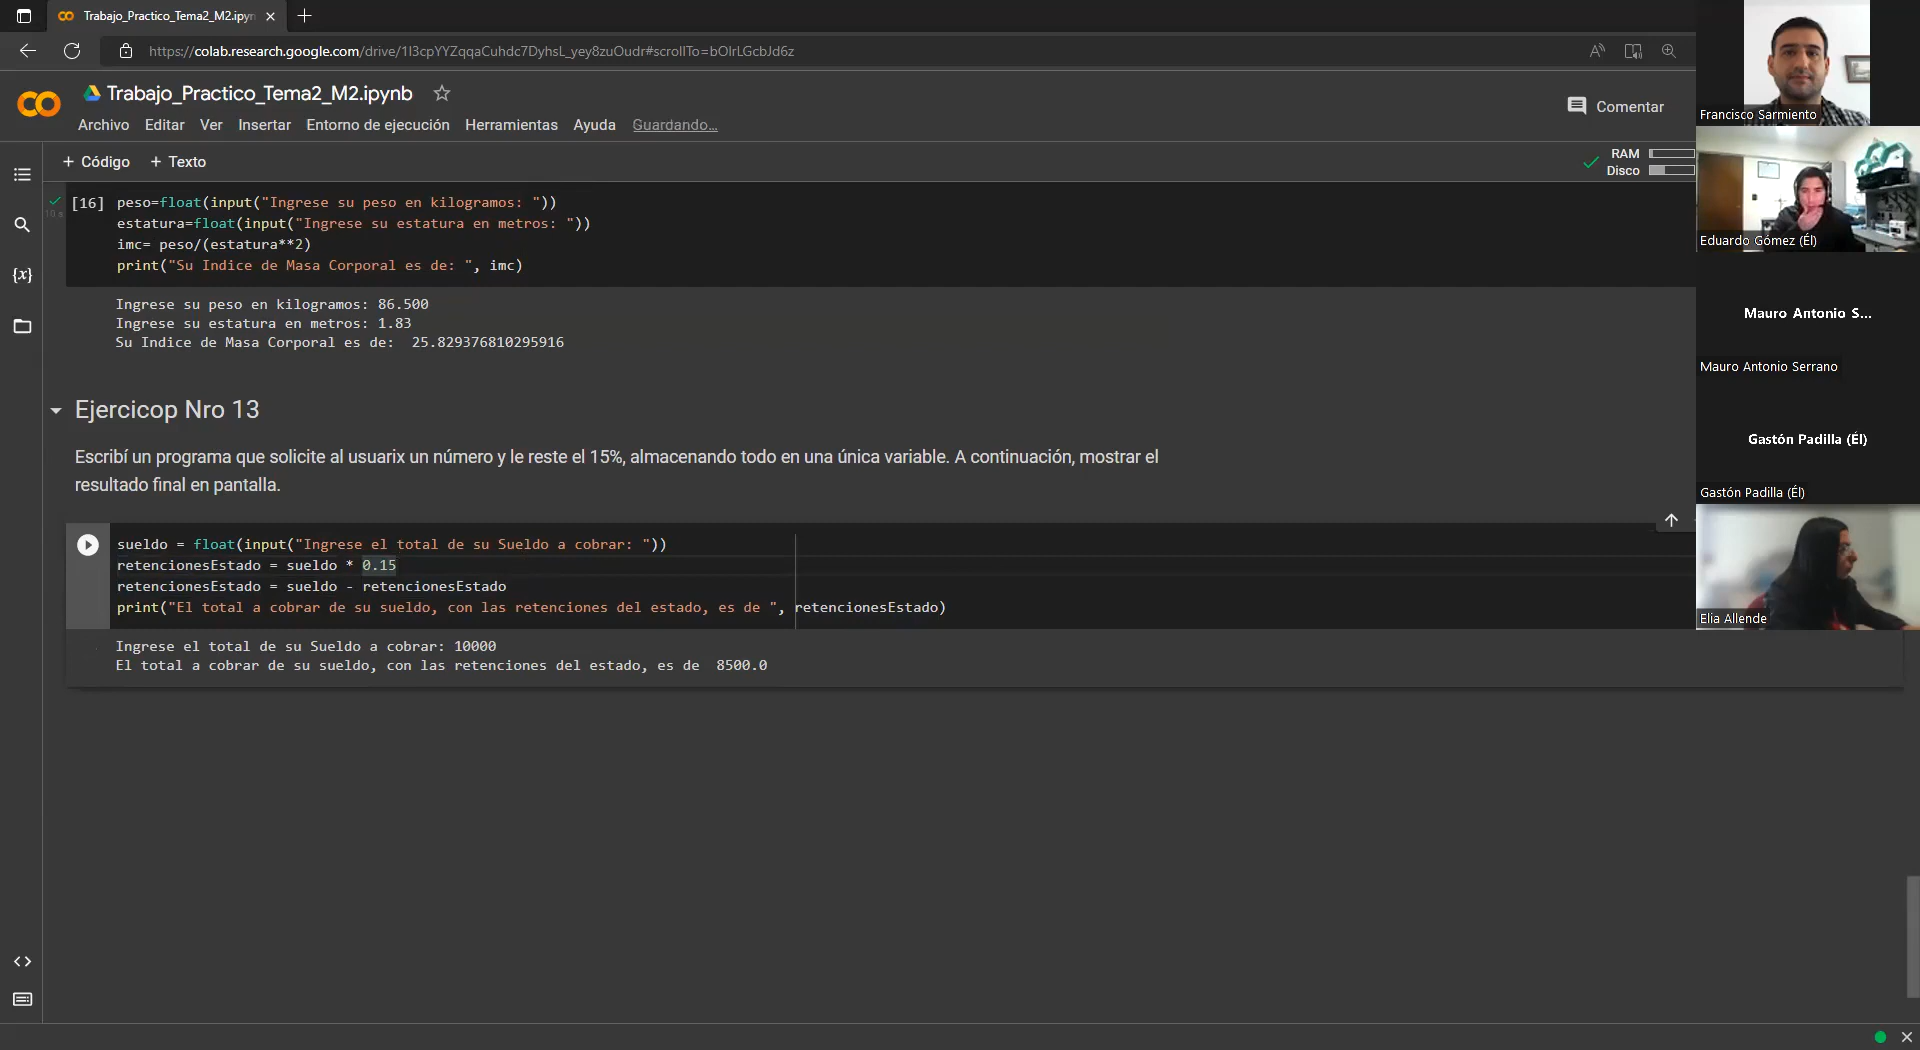 Trabajo_Practico_Tema2_M2.ipyn
https://colab.research.google.com/drive/1I3cpYYZqqaCuhdc7DyhsL_yey8zuOudr#scrollTo=bOlrLGcbJd6z
Trabajo_Practico_Tema2_M2.ipynb
Comentar
Archivo Editar Ver Insertar Entorno de ejecución Herramientas Ayuda Guardando…
+ Código + Texto
RAM
Disco
[16] peso=float(input("Ingrese su peso en kilogramos: "))
10 s
estatura=float(input("Ingrese su estatura en metros: "))
imc= peso/(estatura**2)
print("Su Indice de Masa Corporal es de: ", imc)
Ingrese su peso en kilogramos: 86.500
Ingrese su estatura en metros: 1.83
Su Indice de Masa Corporal es de:  25.829376810295916
Ejercicop Nro 13
Escribí un programa que solicite al usuarix un número y le reste el 15%, almacenando todo en una única variable. A continuación, mostrar el
resultado final en pantalla.
sueldo = float(input("Ingrese el total de su Sueldo a cobrar: "))
retencionesEstado = sueldo * 0.15
retencionesEstado = sueldo - retencionesEstado
print("El total a cobrar de su sueldo, con las retenciones del estado, es de ", retencionesEstado)
Ingrese el total de su Sueldo a cobrar: 10000
El total a cobrar de su sueldo, con las retenciones del estado, es de  8500.0
Francisco Sarmiento
Eduardo Gómez (Él)
Mauro Antonio S...
Mauro Antonio Serrano
Gastón Padilla (Él)
Gastón Padilla (Él)
Elia Allende